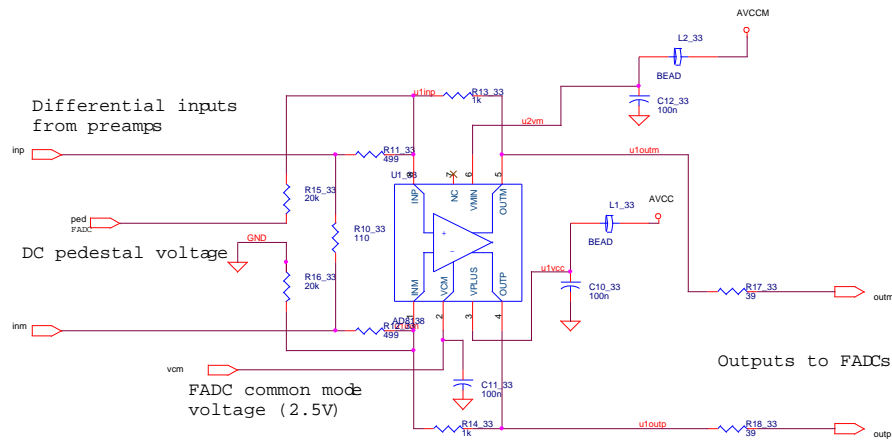 AVCCM
L2_33
BEAD
C12_33
100n
u1inp
R13_33
1k
Differential inputs
from preamps
u2vm
u1outm
inp
R11_33
499
8
7
6
5
U1_33
INP
NC
VMIN
OUTM
R15_33
20k
ped
FADC
R10_33
110
L1_33
AVCC
BEAD
GND
DC pedestal voltage
+
−
u1vcc
R16_33
20k
C10_33
100n
R17_33
39
outm
INM
VCM
VPLUS
OUTP
AD8138
inm
499
1
2
3
4
vcm
FADC common mode
voltage (2.5V)
C11_33
100n
Outputs to FADCs
R14_33
1k
u1outp
R18_33
39
outp